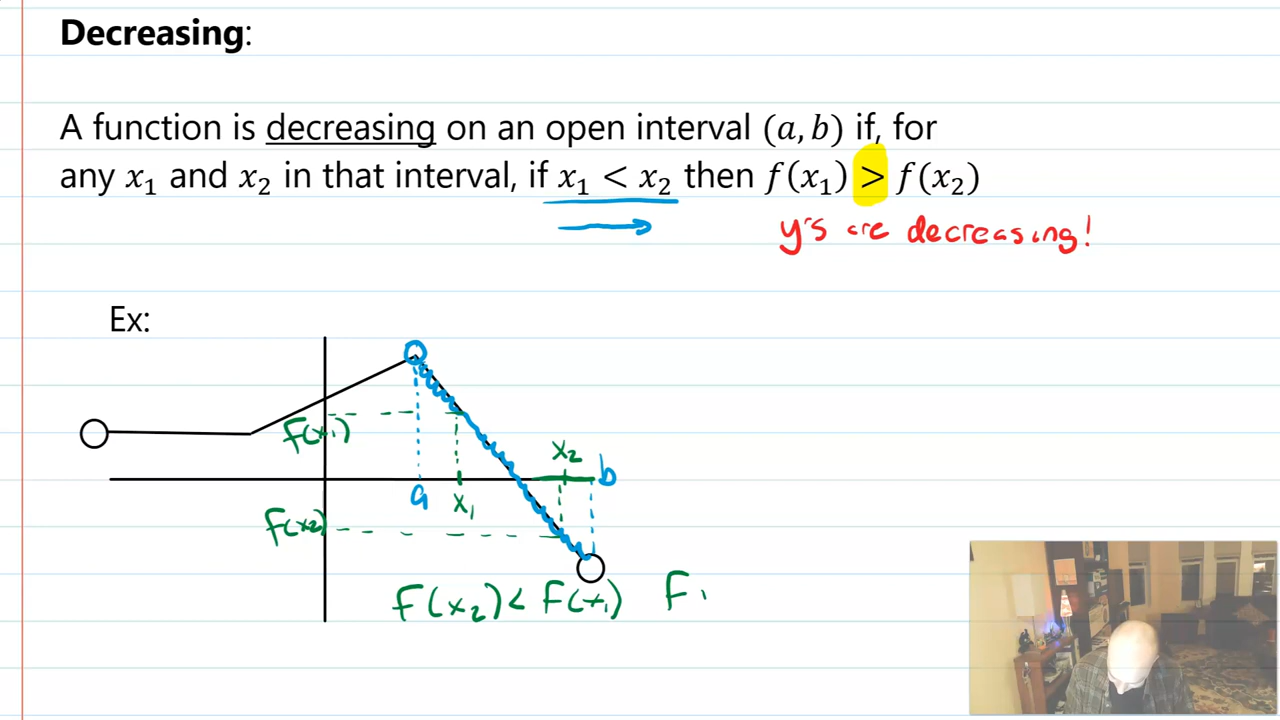 Decreasing:
A function is decreasing on an open interval (a, b) if, for
any x₁ and x₂ in that interval, if x₁ < x₂ then f(x₁) > f(x₂)
y's are decreasing!
Ex:
f(x₁)
x₂
b
a
x₁
f(x₂)
F(x₂) < F(x₁) F